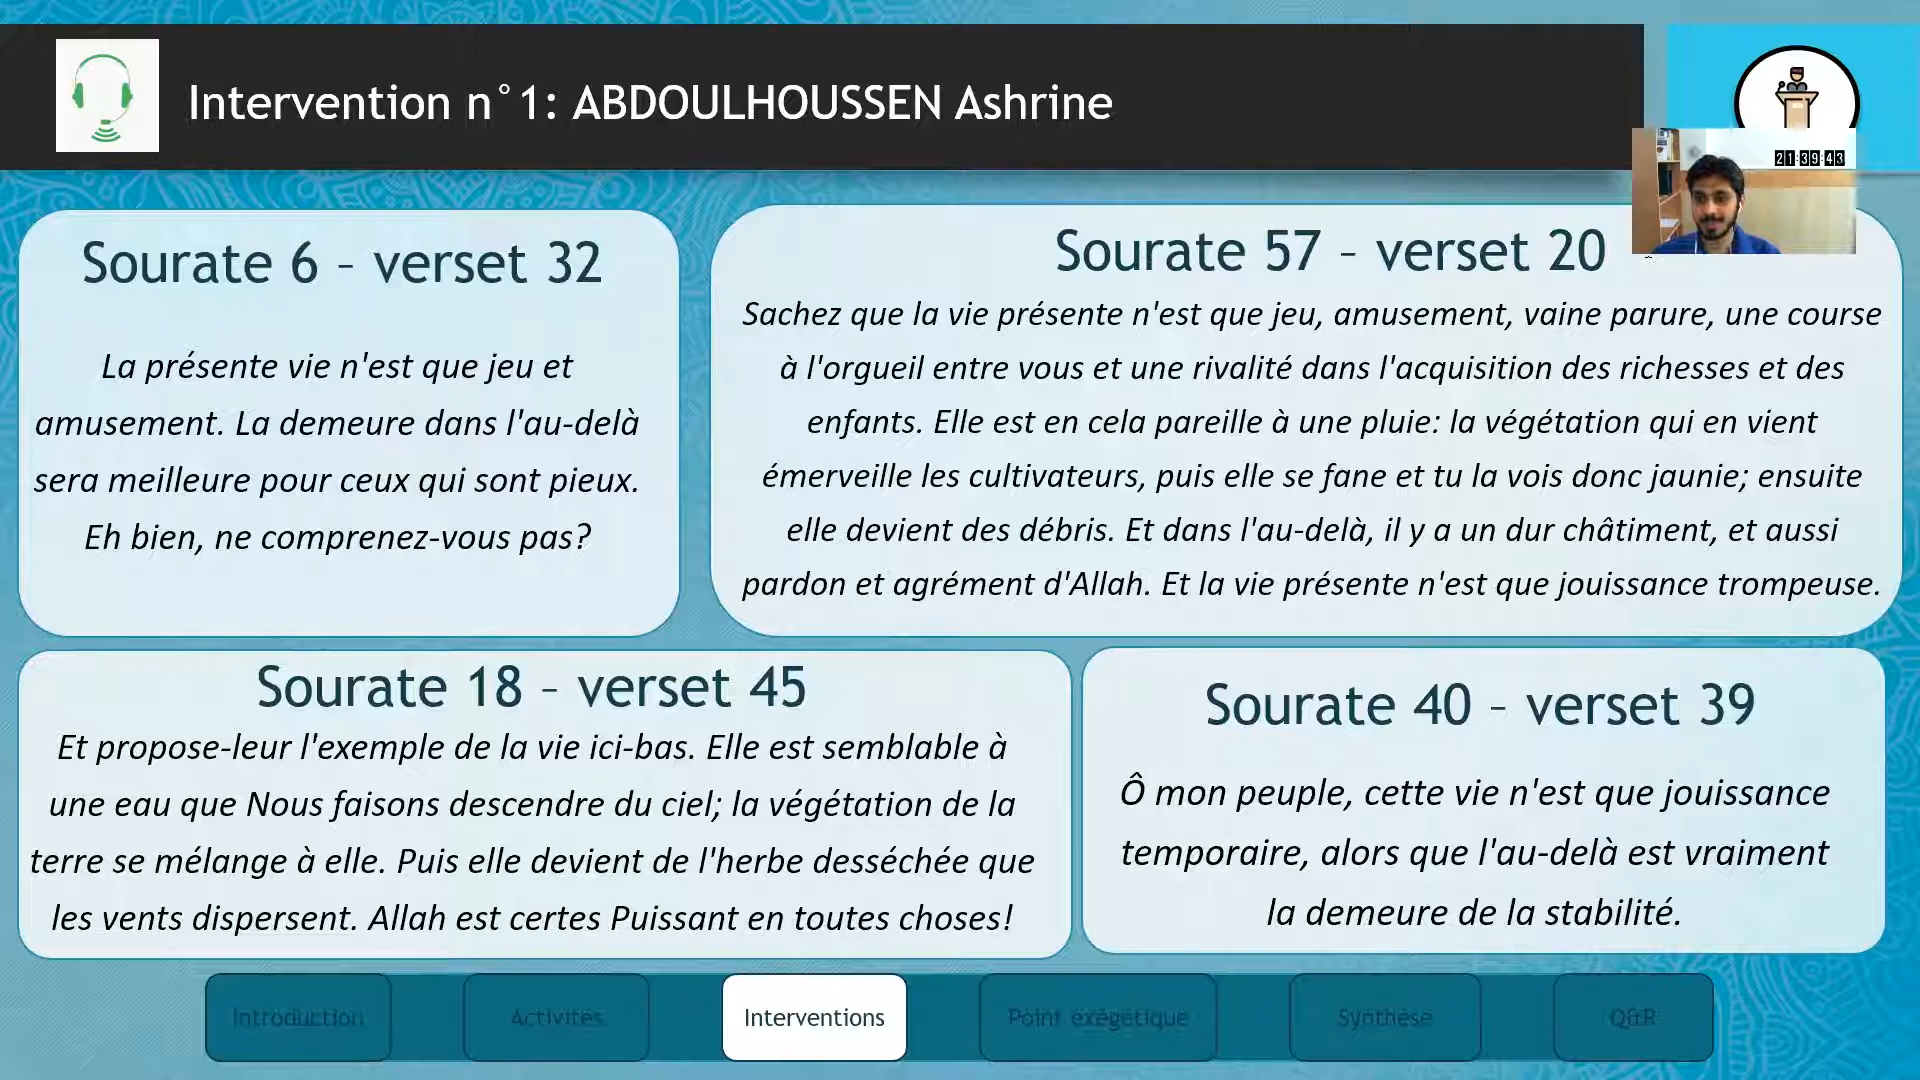 Intervention n°1: ABDOULHOUSSEN Ashrine
21:39:43
Sourate 6 – verset 32
La présente vie n'est que jeu et
amusement. La demeure dans l'au-delà
sera meilleure pour ceux qui sont pieux.
Eh bien, ne comprenez-vous pas?
Sourate 57 – verset 20
Sachez que la vie présente n'est que jeu, amusement, vaine parure, une course
à l'orgueil entre vous et une rivalité dans l'acquisition des richesses et des
enfants. Elle est en cela pareille à une pluie: la végétation qui en vient
émerveille les cultivateurs, puis elle se fane et tu la vois donc jaunie; ensuite
elle devient des débris. Et dans l'au-delà, il y a un dur châtiment, et aussi
pardon et agrément d'Allah. Et la vie présente n'est que jouissance trompeuse.
Sourate 18 – verset 45
Et propose-leur l'exemple de la vie ici-bas. Elle est semblable à
une eau que Nous faisons descendre du ciel; la végétation de la
terre se mélange à elle. Puis elle devient de l'herbe desséchée que
les vents dispersent. Allah est certes Puissant en toutes choses!
Sourate 40 – verset 39
Ô mon peuple, cette vie n'est que jouissance
temporaire, alors que l'au-delà est vraiment
la demeure de la stabilité.
Introduction
Activités
Interventions
Point exégétique
Synthèse
Q&R